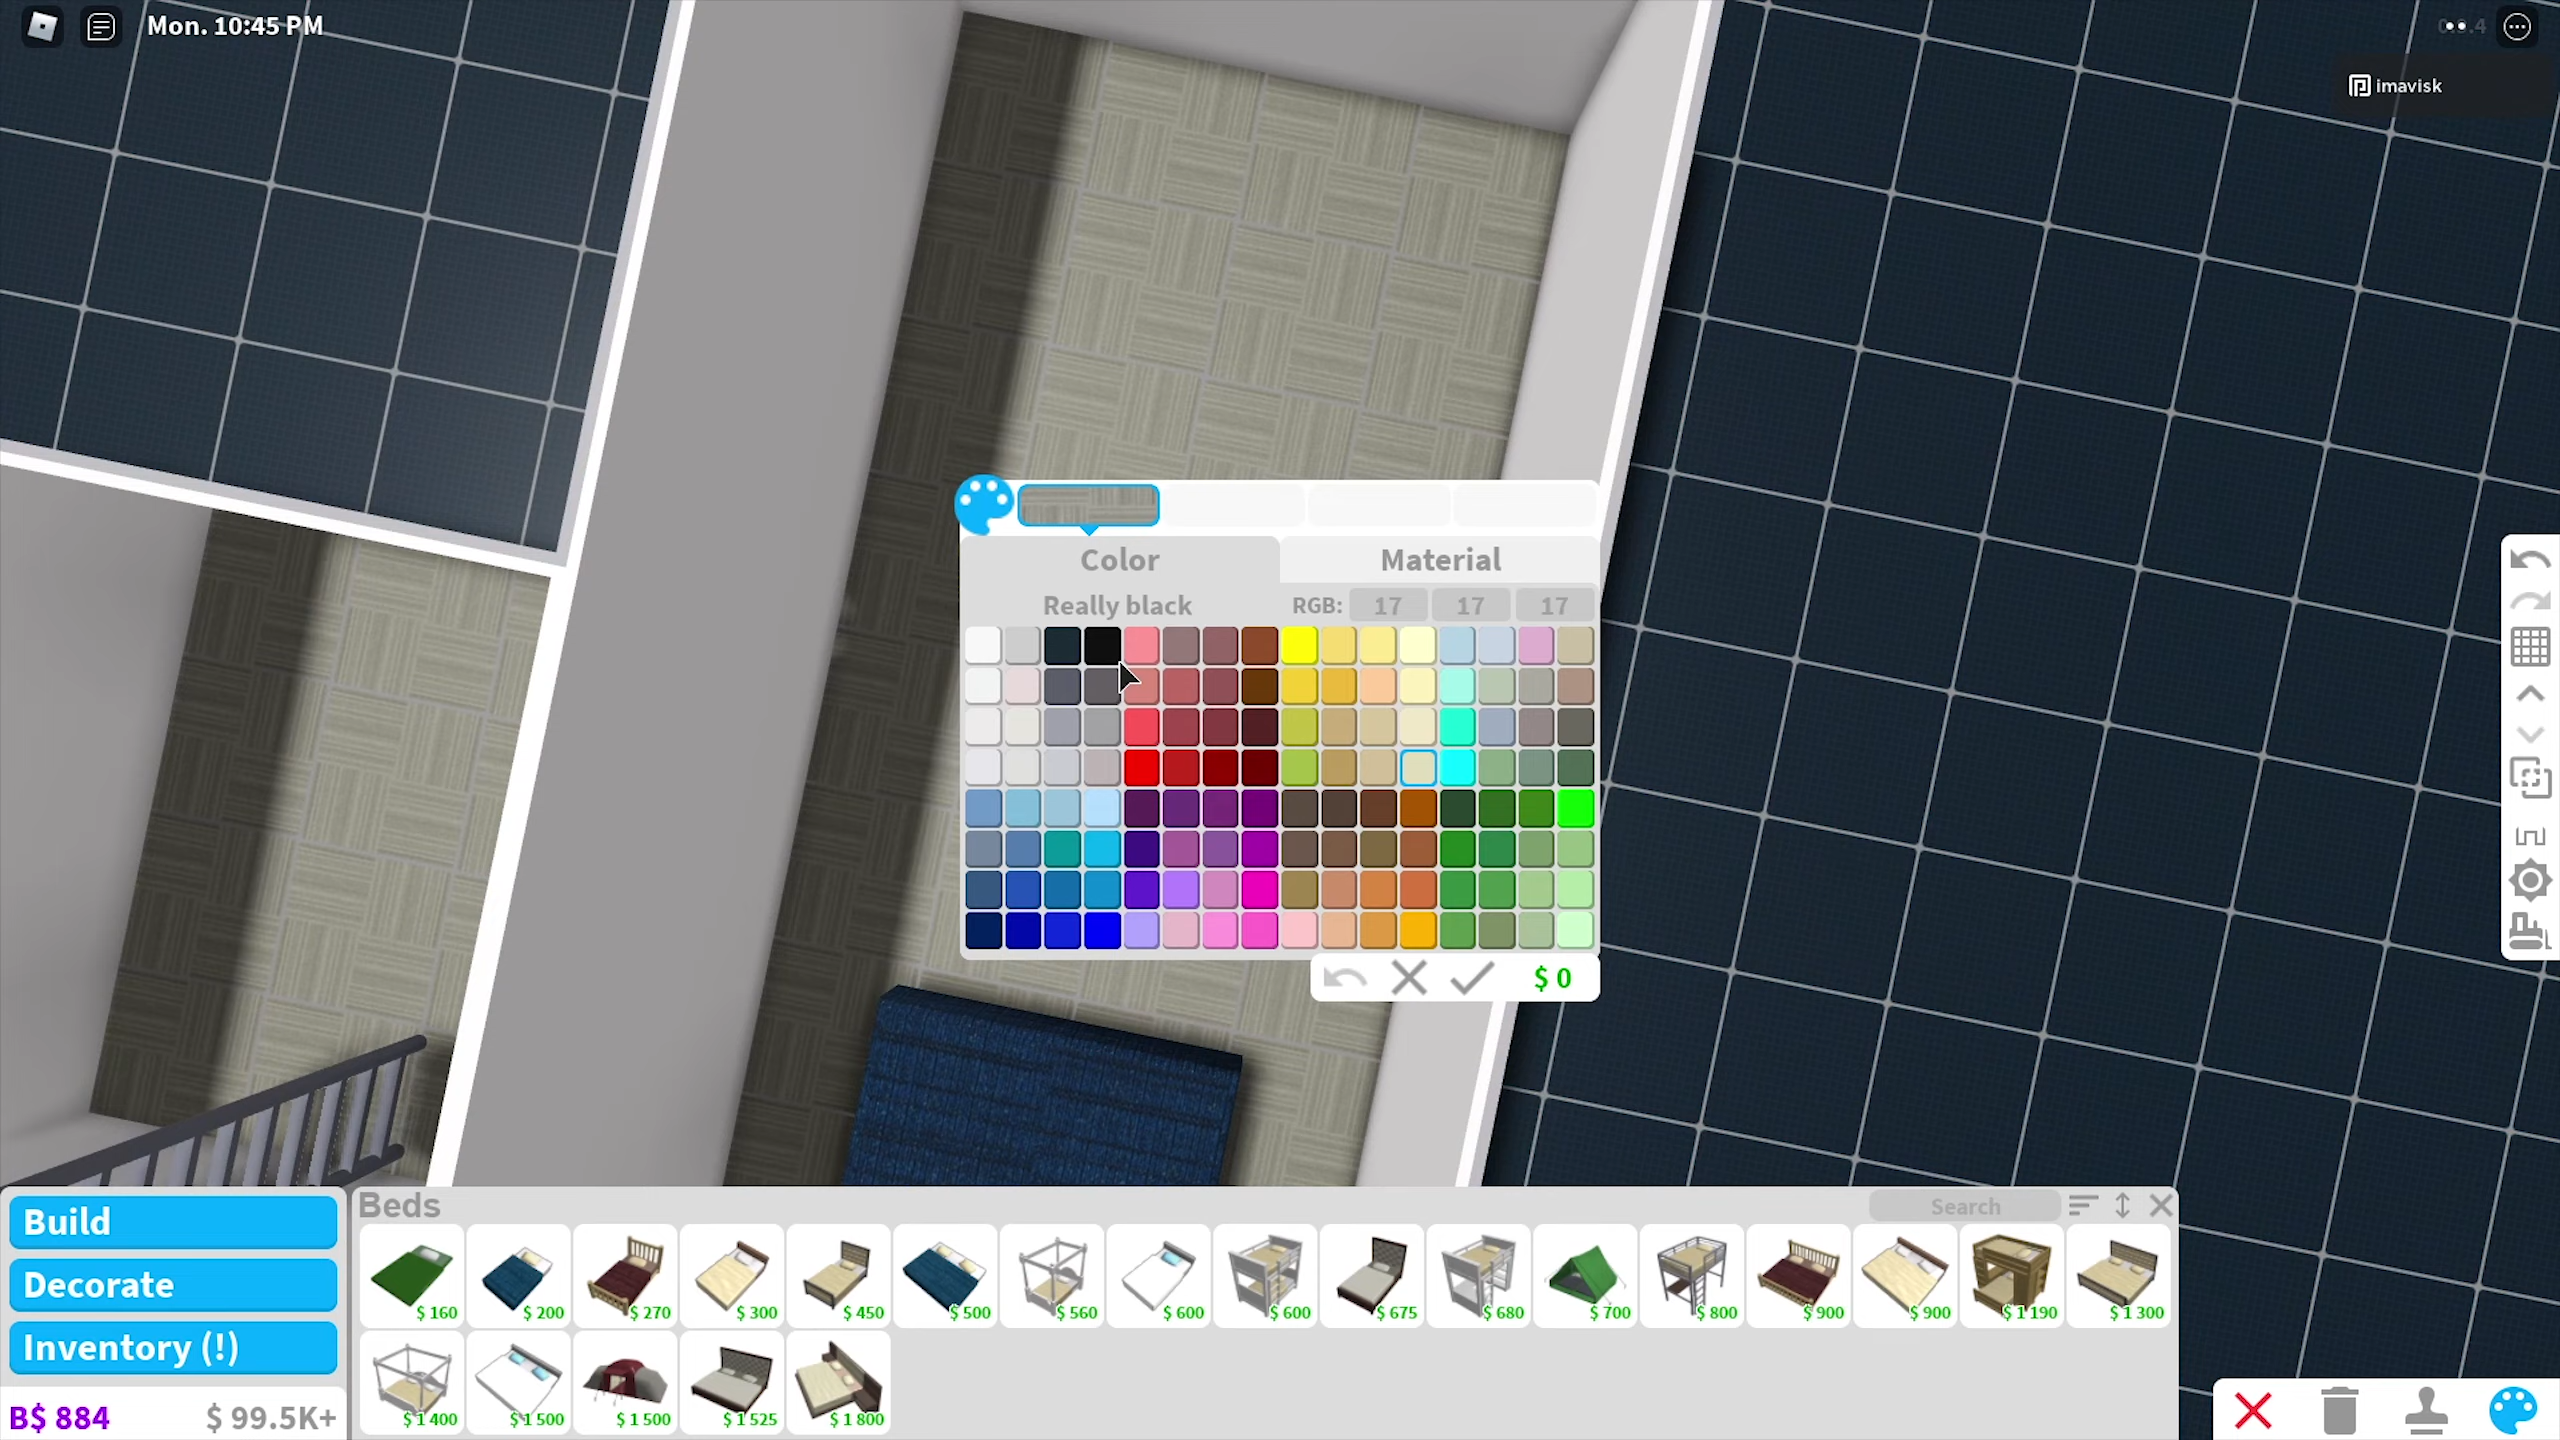 Mon. 10:45 PM
imavisk
Color
Material
Really black
RGB: 17 17 17
$ 0
Build
Decorate
Inventory (!)
B$ 884
$ 99.5K+
Beds
Search
$ 160
$ 200
$ 270
$ 300
$ 450
$ 500
$ 560
$ 600
$ 600
$ 675
$ 680
$ 700
$ 800
$ 900
$ 900
$ 1 190
$ 1 300
$ 1 400
$ 1 500
$ 1 500
$ 1 525
$ 1 800